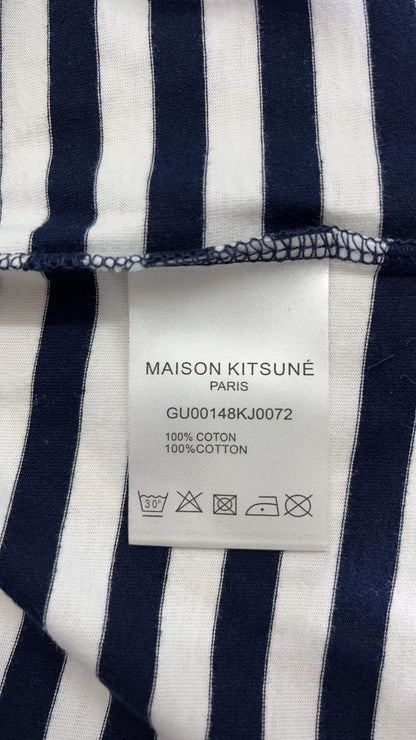 MAISON KITSUNÉ
PARIS
GU00148KJ0072
100% COTON
100%COTTON
30°